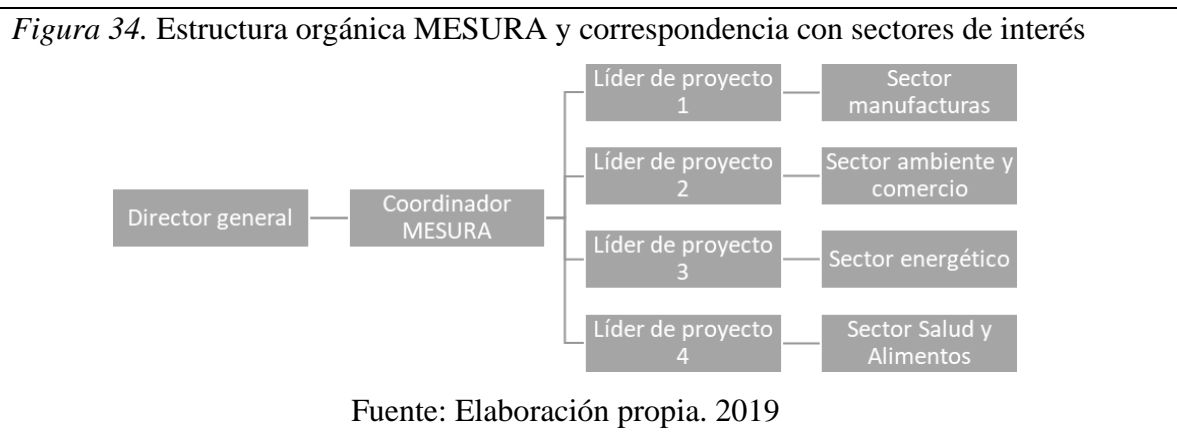 Figura 34. Estructura orgánica MESURA y correspondencia con sectores de interés
Director general
Coordinador
MESURA
Líder de proyecto
1
Sector
manufacturas
Líder de proyecto
2
Sector ambiente y
comercio
Líder de proyecto
3
Sector energético
Líder de proyecto
4
Sector Salud y
Alimentos
Fuente: Elaboración propia. 2019